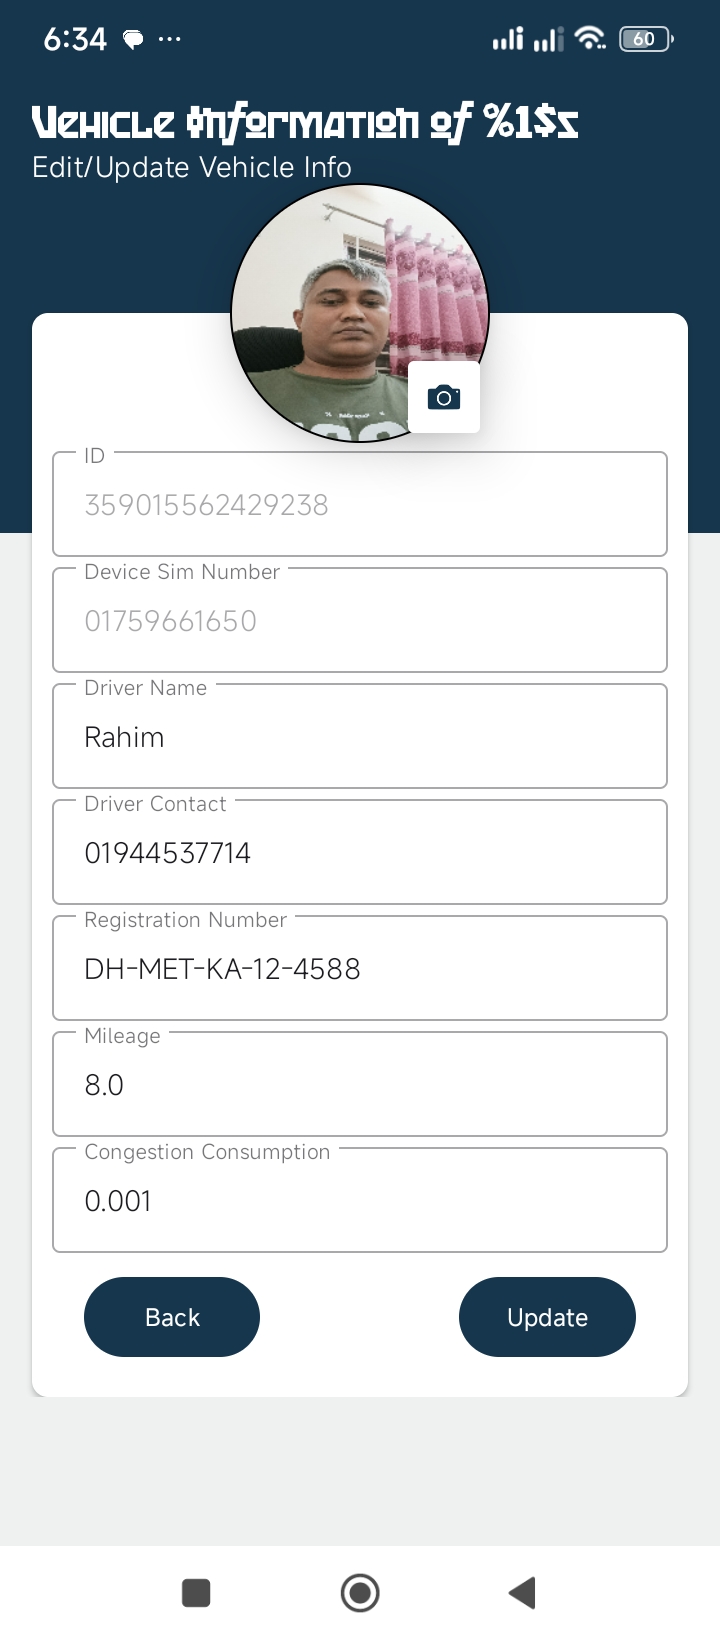 6:34
60
Vehicle Information of %1$s
Edit/Update Vehicle Info
ID
359015562429238
Device Sim Number
01759661650
Driver Name
Rahim
Driver Contact
01944537714
Registration Number
DH-MET-KA-12-4588
Mileage
8.0
Congestion Consumption
0.001
Back
Update